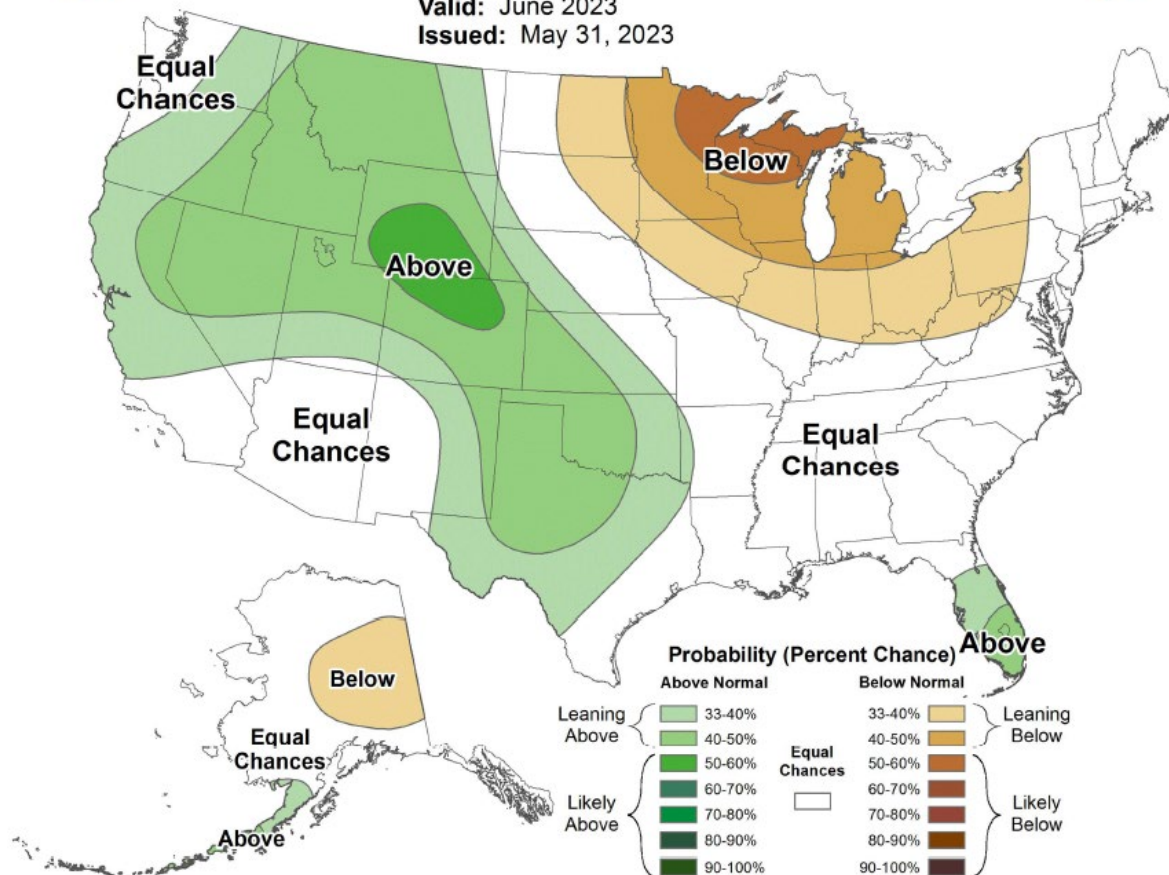 Valid: June 2023
Issued: May 31, 2023
Equal
Chances
Below
Above
Equal
Chances
Equal
Chances
Above
Below
Equal
Chances
Above
Probability (Percent Chance)
Above Normal
Below Normal
Leaning
Above
33-40%
40-50%
Likely
Above
50-60%
60-70%
70-80%
80-90%
90-100%
Equal
Chances
33-40%
40-50%
Leaning
Below
50-60%
60-70%
70-80%
80-90%
90-100%
Likely
Below